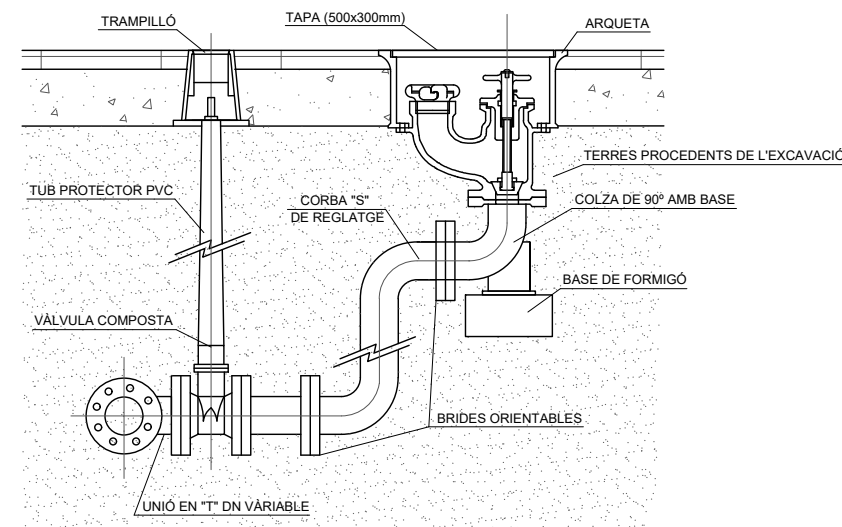 TRAMPILLÓ
TAPA (500x300mm)
ARQUETA
TERRES PROCEDENTS DE L'EXCAVACIÓ
TUB PROTECTOR PVC
CORBA "S"
DE REGLATGE
COLZA DE 90º AMB BASE
BASE DE FORMIGÓ
VÀLVULA COMPOSTA
BRIDES ORIENTABLES
UNIÓ EN "T" DN VÀRIABLE